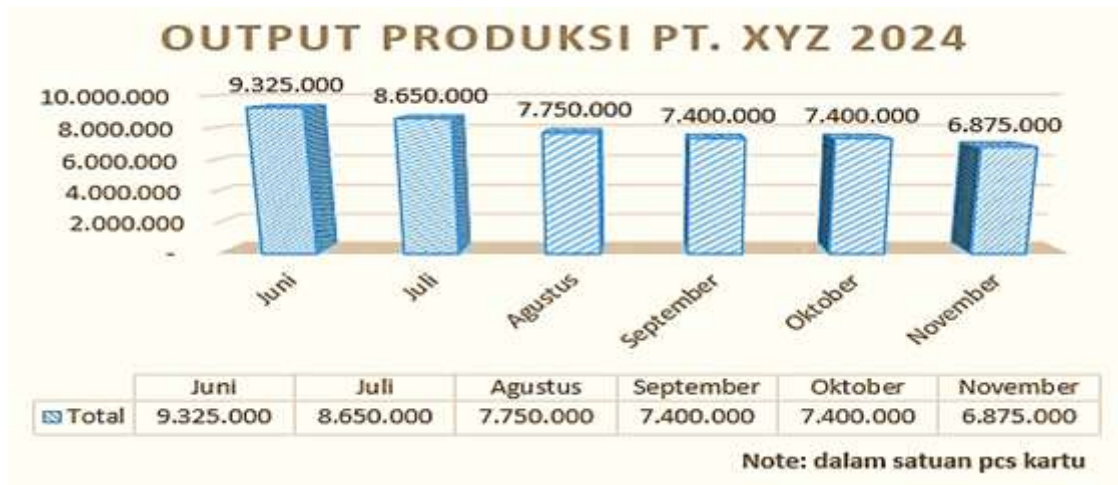 OUTPUT PRODUKSI PT. XYZ 2024
10.000.000
8.000.000
6.000.000
4.000.000
2.000.000
-
9.325.000
8.650.000
7.750.000
7.400.000
7.400.000
6.875.000
Juni
Juli
Agustus
September
Oktober
November
Juni Juli Agustus September Oktober November
Total 9.325.000 8.650.000 7.750.000 7.400.000 7.400.000 6.875.000
Note: dalam satuan pcs kartu